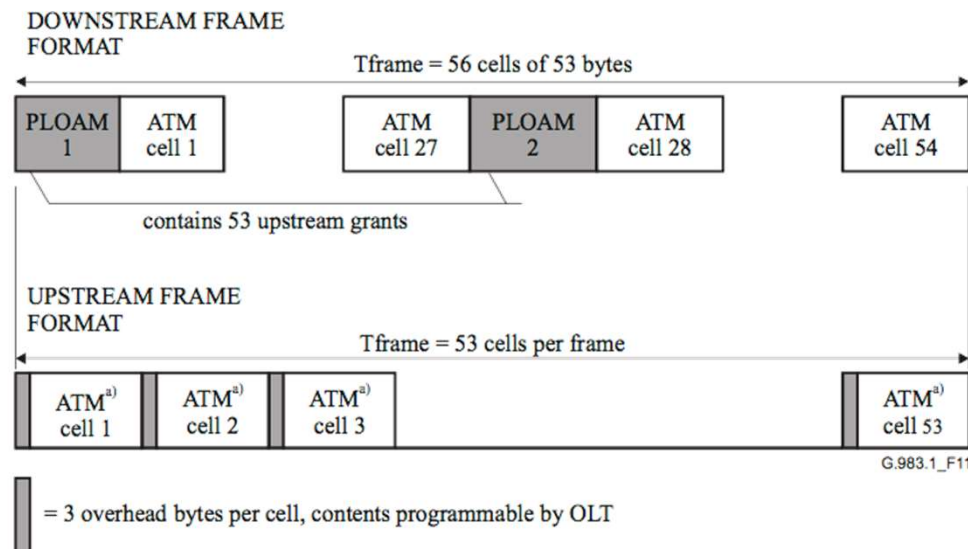 DOWNSTREAM FRAME
FORMAT
Tframe = 56 cells of 53 bytes
PLOAM
1
ATM
cell 1
ATM
cell 27
PLOAM
2
ATM
cell 28
ATM
cell 54
contains 53 upstream grants
UPSTREAM FRAME
FORMAT
Tframe = 53 cells per frame
ATMᵃ⁾
cell 1
ATMᵃ⁾
cell 2
ATMᵃ⁾
cell 3
ATMᵃ⁾
cell 53
G.983.1_F11
= 3 overhead bytes per cell, contents programmable by OLT